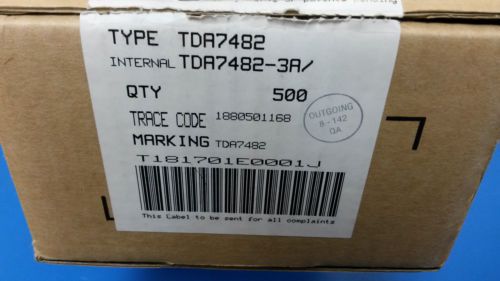 TYPE TDA7482
INTERNAL TDA7482-3A/
QTY 500
TRACE CODE 1880501168
OUTGOING
8-142
QA
MARKING TDA7482
T181701E0001J
This Label to be sent for all complaints